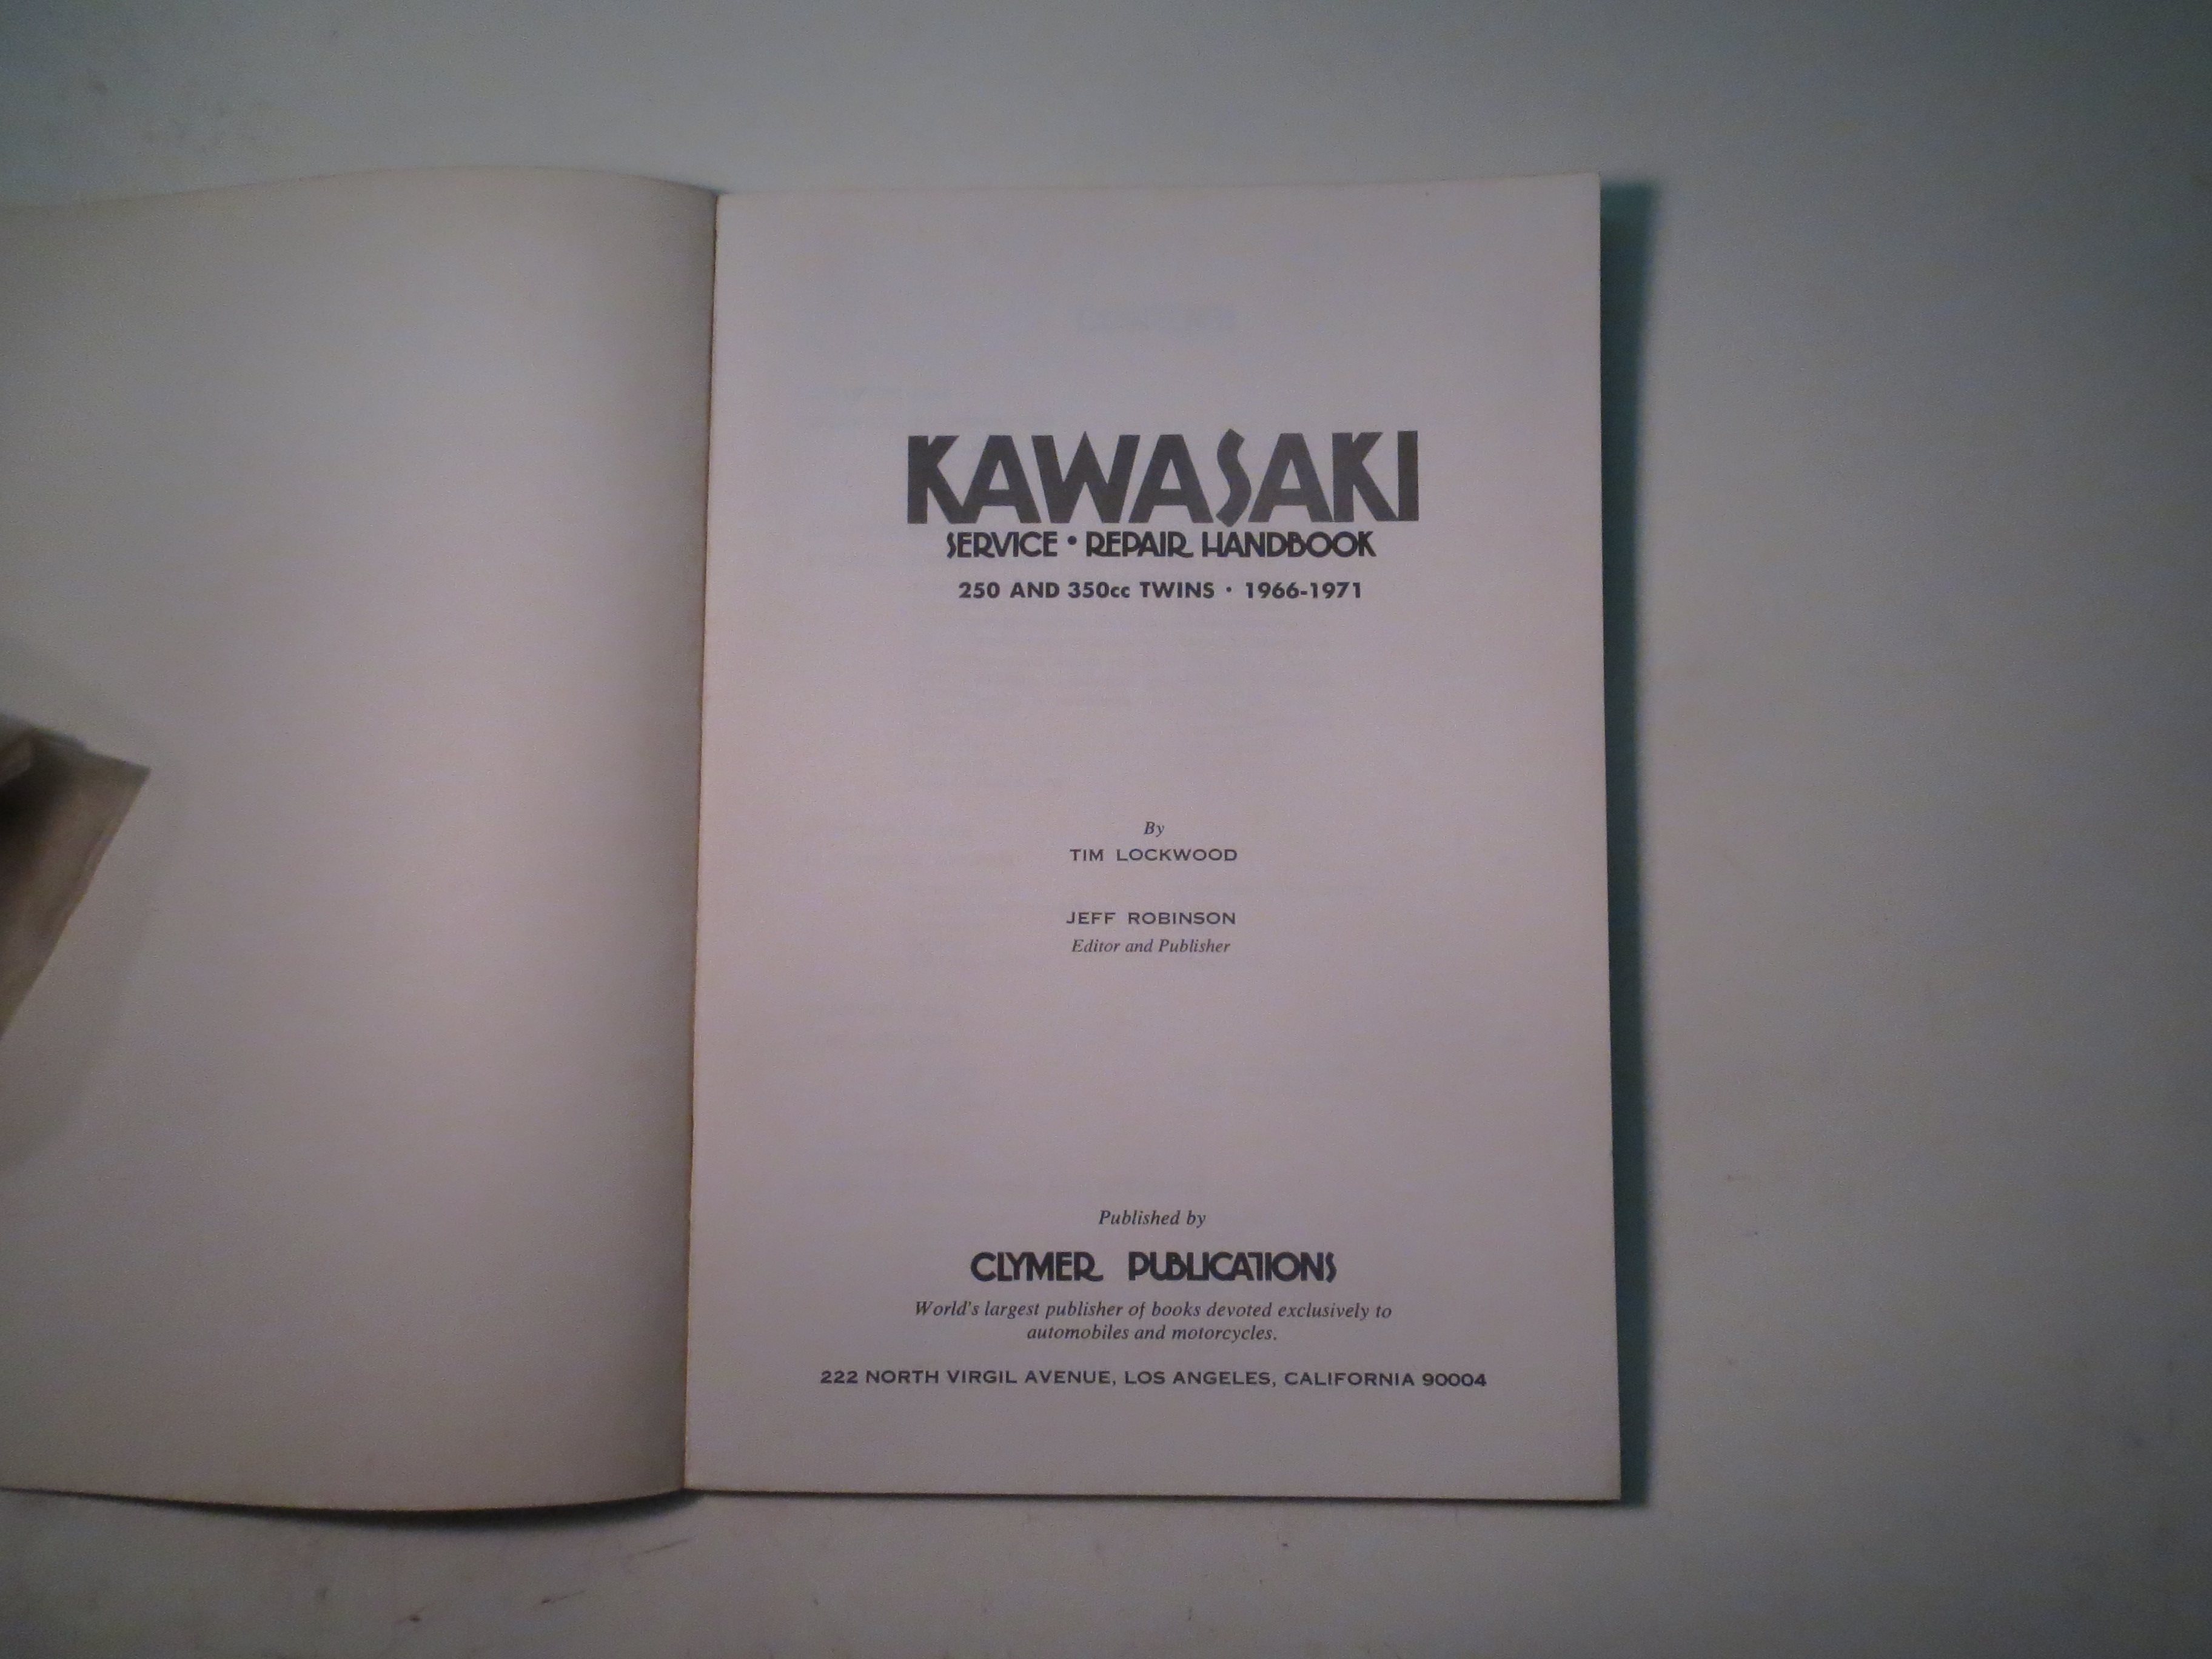 KAWASAKI
SERVICE • REPAIR HANDBOOK
250 AND 350cc TWINS • 1966-1971
By
TIM LOCKWOOD
JEFF ROBINSON
Editor and Publisher
Published by
CLYMER PUBLICATIONS
World's largest publisher of books devoted exclusively to
automobiles and motorcycles.
222 NORTH VIRGIL AVENUE, LOS ANGELES, CALIFORNIA 90004